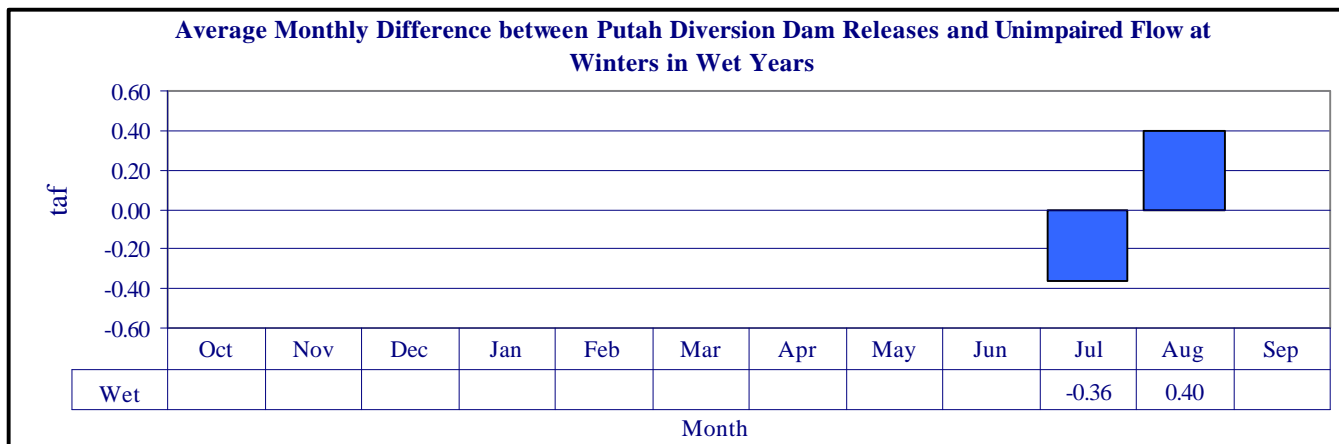 Average Monthly Difference between Putah Diversion Dam Releases and Unimpaired Flow at
Winters in Wet Years
0.60
0.40
0.20
0.00
-0.20
-0.40
-0.60
taf
Oct Nov Dec Jan Feb Mar Apr May Jun Jul Aug Sep
Wet -0.36 0.40
Month